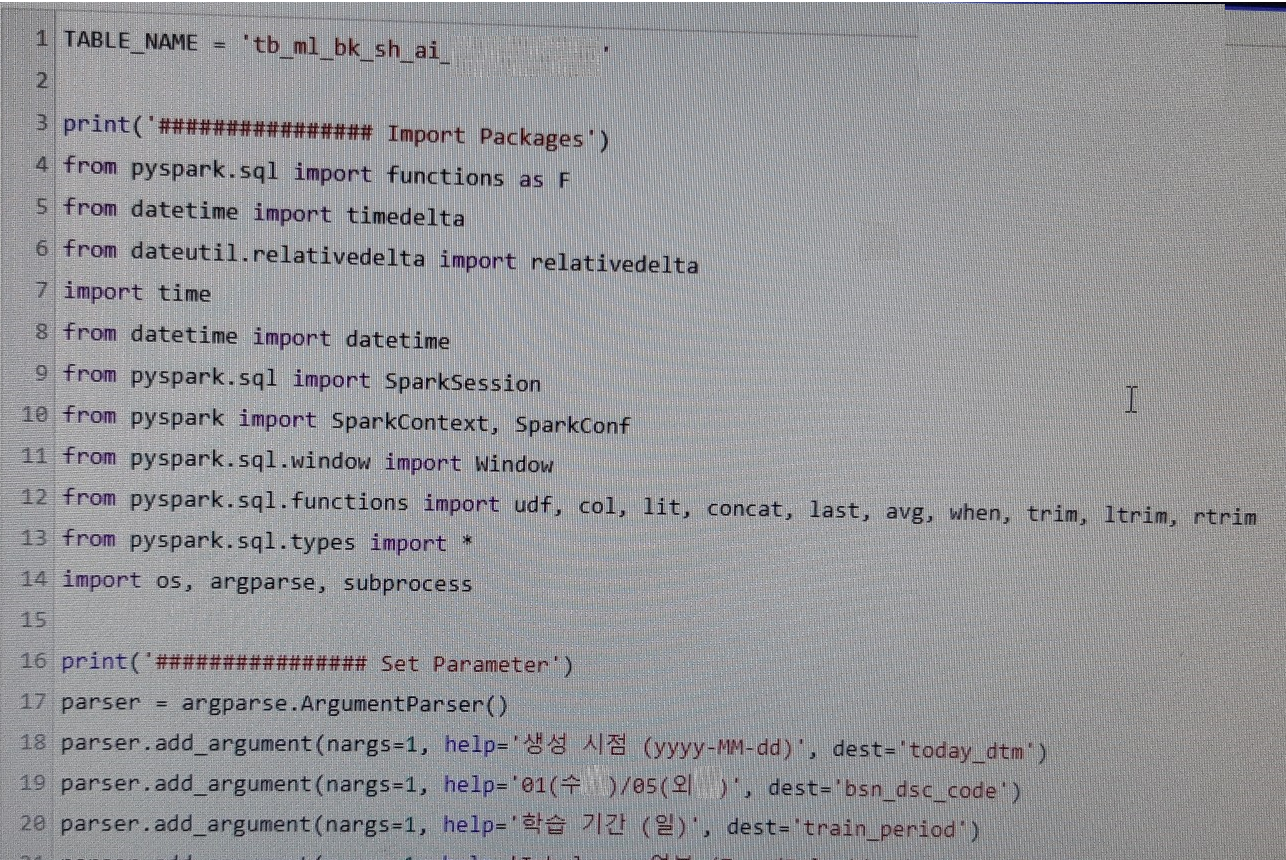 1 TABLE_NAME = 'tb_ml_bk_sh_ai_ '
2
3 print('################ Import Packages')
4 from pyspark.sql import functions as F
5 from datetime import timedelta
6 from dateutil.relativedelta import relativedelta
7 import time
8 from datetime import datetime
9 from pyspark.sql import SparkSession
10 from pyspark import SparkContext, SparkConf
11 from pyspark.sql.window import Window
12 from pyspark.sql.functions import udf, col, lit, concat, last, avg, when, trim, ltrim, rtrim
13 from pyspark.sql.types import *
14 import os, argparse, subprocess
15
16 print('################ Set Parameter')
17 parser = argparse.ArgumentParser()
18 parser.add_argument(nargs=1, help='생성 시점 (yyyy-MM-dd)', dest='today_dtm')
19 parser.add_argument(nargs=1, help='01(수 )/05(외 )', dest='bsn_dsc_code')
20 parser.add_argument(nargs=1, help='학습 기간 (일)', dest='train_period')